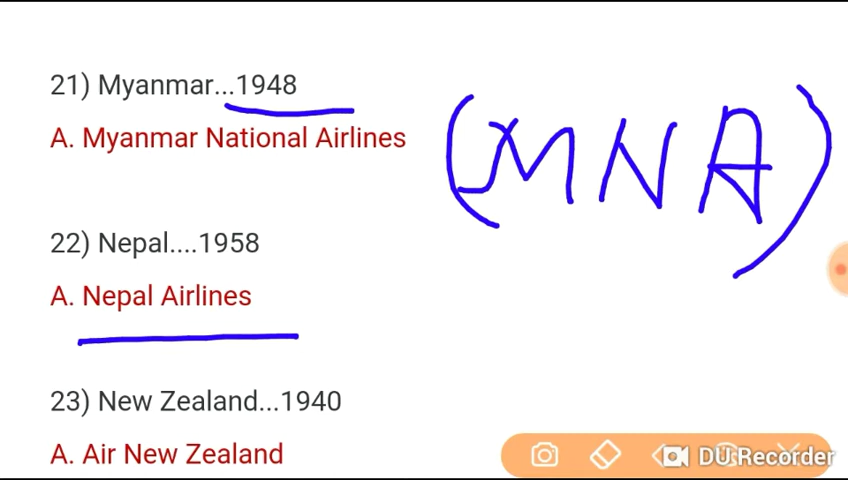 21) Myanmar...1948
A. Myanmar National Airlines
(MNA)
22) Nepal....1958
A. Nepal Airlines
23) New Zealand...1940
A. Air New Zealand
DU Recorder